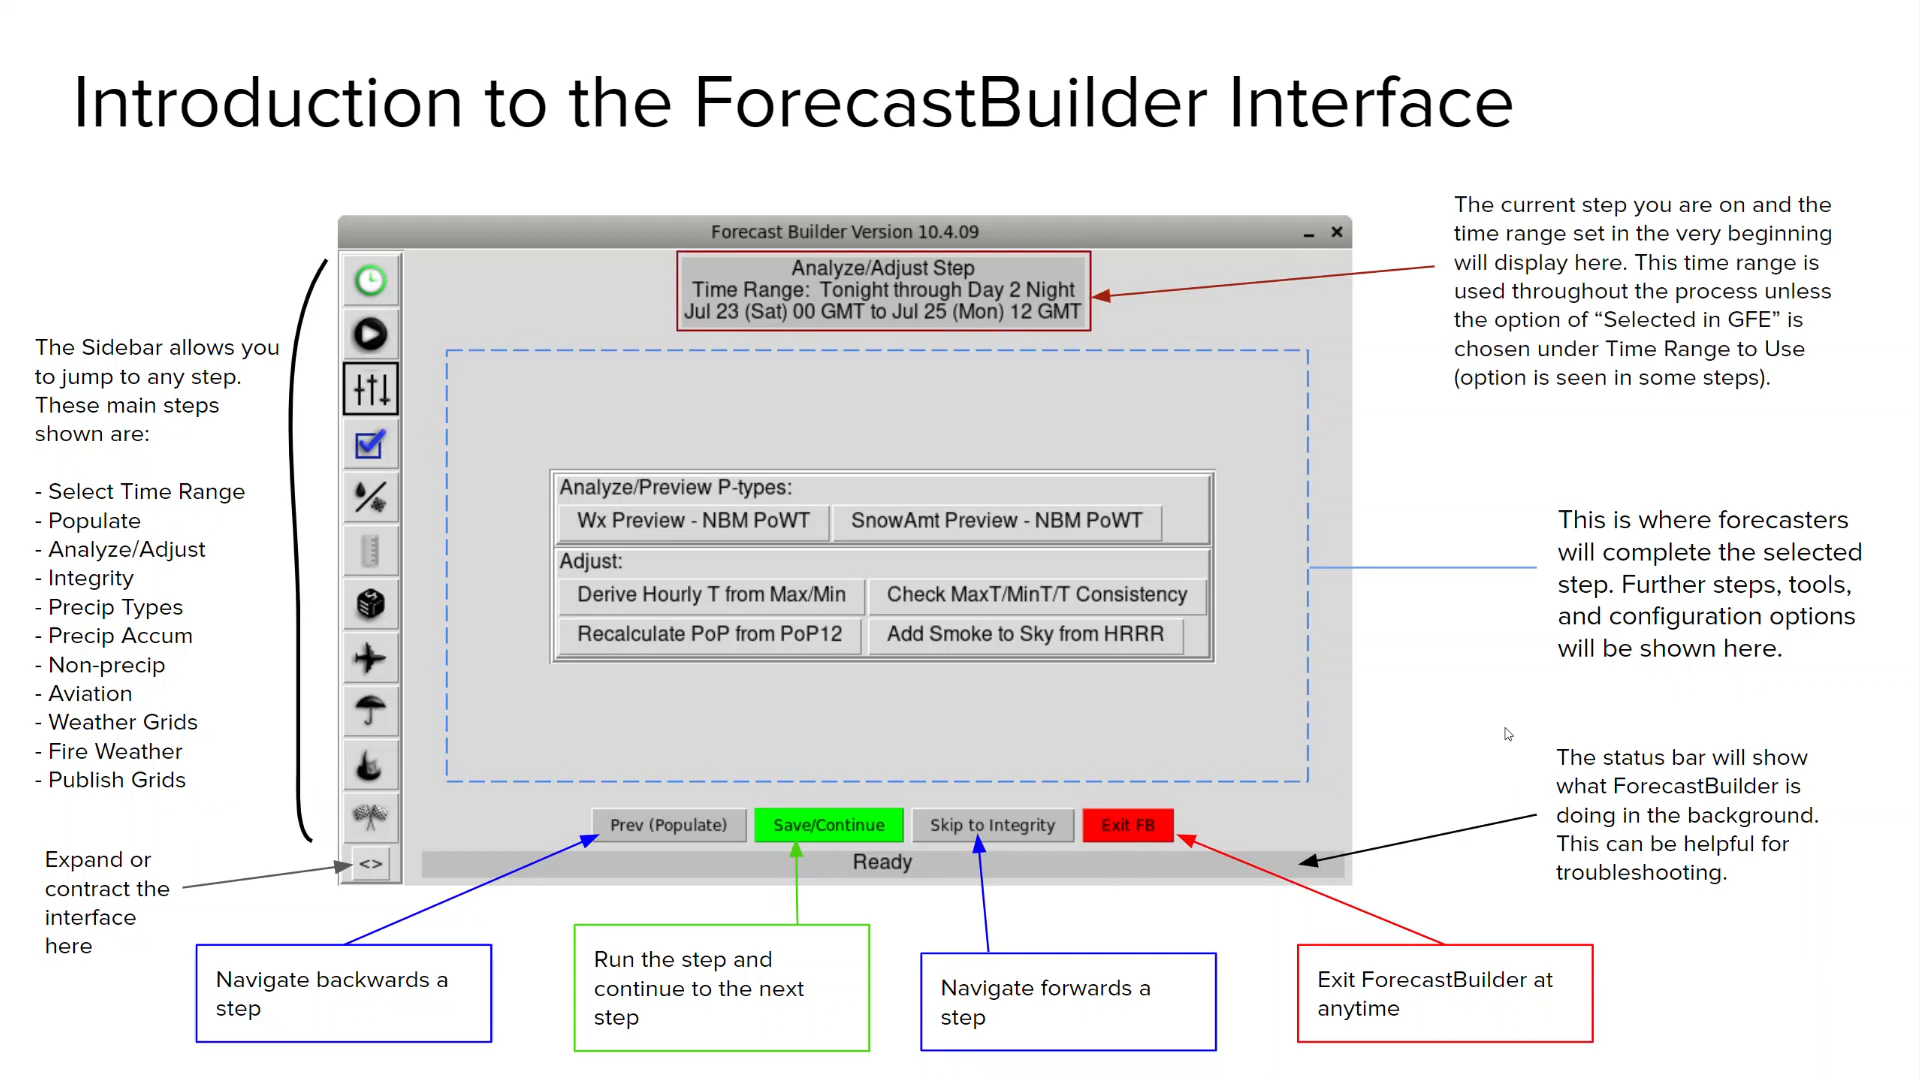 Introduction to the ForecastBuilder Interface
The current step you are on and the
time range set in the very beginning
will display here. This time range is
used throughout the process unless
the option of “Selected in GFE” is
chosen under Time Range to Use
(option is seen in some steps).
Forecast Builder Version 10.4.09
Analyze/Adjust Step
Time Range:  Tonight through Day 2 Night
Jul 23 (Sat) 00 GMT to Jul 25 (Mon) 12 GMT
The Sidebar allows you
to jump to any step.
These main steps
shown are:
- Select Time Range
- Populate
- Analyze/Adjust
- Integrity
- Precip Types
- Precip Accum
- Non-precip
- Aviation
- Weather Grids
- Fire Weather
- Publish Grids
Analyze/Preview P-types:
Wx Preview - NBM PoWT
SnowAmt Preview - NBM PoWT
Adjust:
Derive Hourly T from Max/Min
Check MaxT/MinT/T Consistency
Recalculate PoP from PoP12
Add Smoke to Sky from HRRR
This is where forecasters
will complete the selected
step. Further steps, tools,
and configuration options
will be shown here.
The status bar will show
what ForecastBuilder is
doing in the background.
This can be helpful for
troubleshooting.
Prev (Populate)
Save/Continue
Skip to Integrity
Exit FB
<>
Ready
Expand or
contract the
interface
here
Navigate backwards a
step
Run the step and
continue to the next
step
Navigate forwards a
step
Exit ForecastBuilder at
anytime